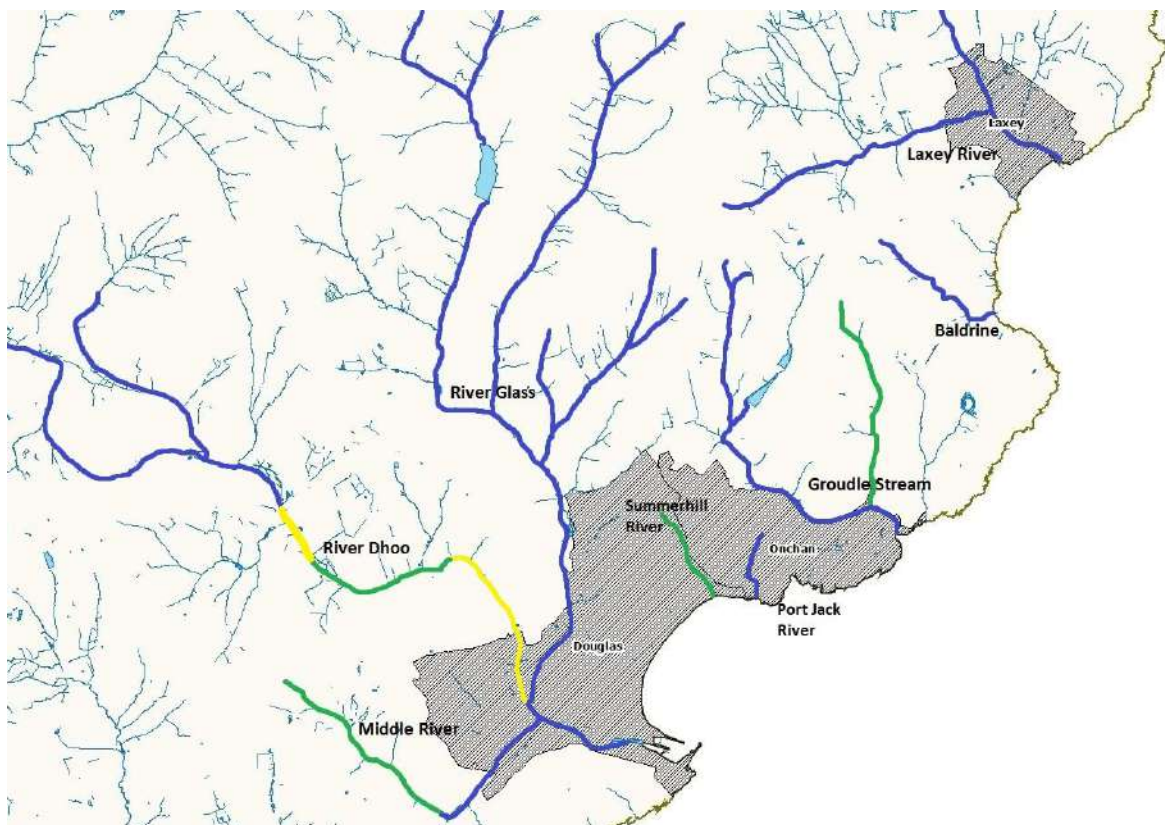 Laxey
Laxey River
Baldrine
River Glass
Groudle Stream
Summerhill
River
River Dhoo
Onchan
Port Jack
River
Douglas
Middle River